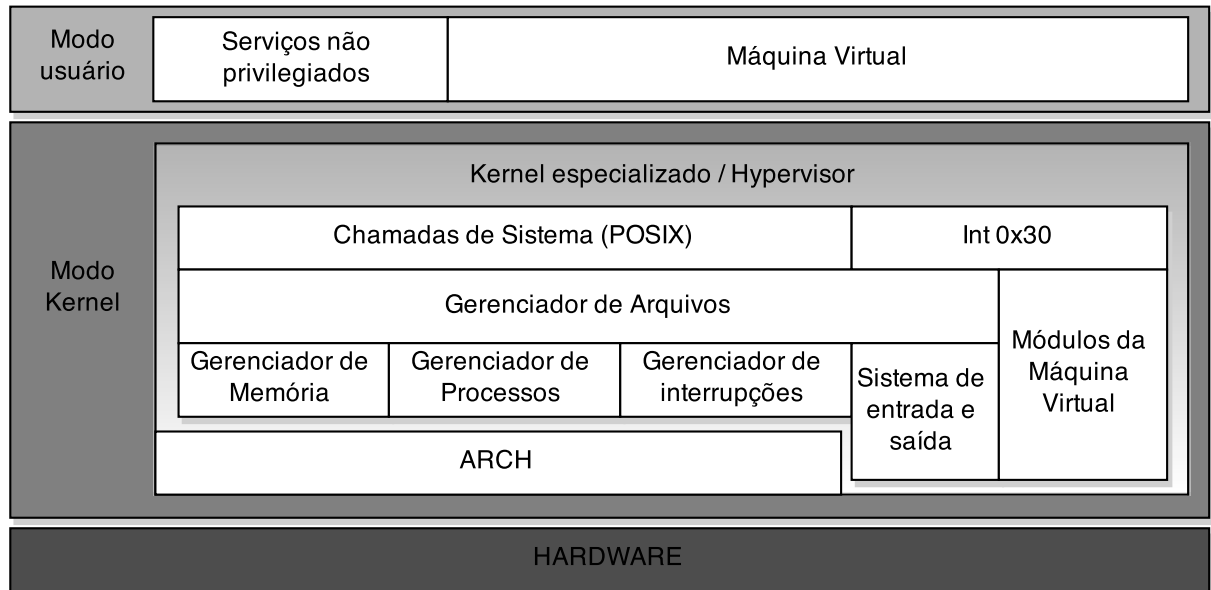 Modo
usuário
Serviços não
privilegiados
Máquina Virtual
Modo
Kernel
Kernel especializado / Hypervisor
Chamadas de Sistema (POSIX)
Int 0x30
Gerenciador de Arquivos
Módulos da
Máquina
Virtual
Gerenciador de
Memória
Gerenciador de
Processos
Gerenciador de
interrupções
Sistema de
entrada e
saída
ARCH
HARDWARE